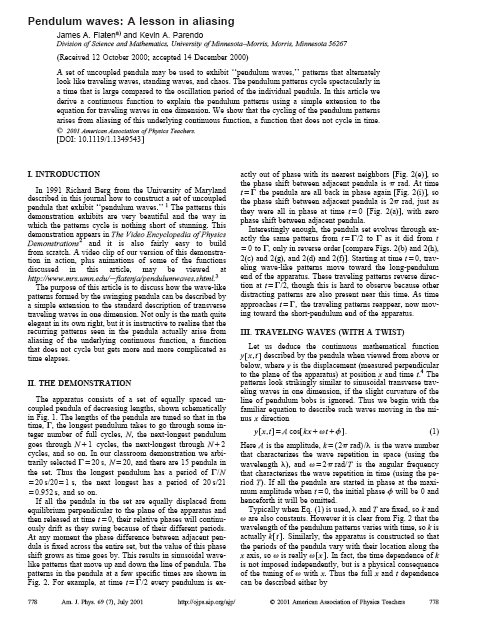 Pendulum waves: A lesson in aliasing
James A. Flatenᵃ⁾ and Kevin A. Parendo
Division of Science and Mathematics, University of Minnesota–Morris, Morris, Minnesota 56267
(Received 12 October 2000; accepted 14 December 2000)
A set of uncoupled pendula may be used to exhibit ‘‘pendulum waves,’’ patterns that alternately
look like traveling waves, standing waves, and chaos. The pendulum patterns cycle spectacularly in
a time that is large compared to the oscillation period of the individual pendula. In this article we
derive a continuous function to explain the pendulum patterns using a simple extension to the
equation for traveling waves in one dimension. We show that the cycling of the pendulum patterns
arises from aliasing of this underlying continuous function, a function that does not cycle in time.
© 2001 American Association of Physics Teachers.
[DOI: 10.1119/1.1349543]
I. INTRODUCTION
In 1991 Richard Berg from the University of Maryland
described in this journal how to construct a set of uncoupled
pendula that exhibit ‘‘pendulum waves.’’ ¹ The patterns this
demonstration exhibits are very beautiful and the way in
which the patterns cycle is nothing short of stunning. This
demonstration appears in The Video Encyclopedia of Physics
Demonstrations² and it is also fairly easy to build
from scratch. A video clip of our version of this demonstra-
tion in action, plus animations of some of the functions
discussed in this article, may be viewed at
http://www.mrs.umn.edu/~flatenja/pendulumwaves.shtml.³
The purpose of this article is to discuss how the wave-like
patterns formed by the swinging pendula can be described by
a simple extension to the standard description of transverse
traveling waves in one dimension. Not only is the math quite
elegant in its own right, but it is instructive to realize that the
recurring patterns seen in the pendula actually arise from
aliasing of the underlying continuous function, a function
that does not cycle but gets more and more complicated as
time elapses.
II. THE DEMONSTRATION
The apparatus consists of a set of equally spaced un-
coupled pendula of decreasing lengths, shown schematically
in Fig. 1. The lengths of the pendula are tuned so that in the
time, Γ, the longest pendulum takes to go through some in-
teger number of full cycles, N, the next-longest pendulum
goes through N+1 cycles, the next-longest through N+2
cycles, and so on. In our classroom demonstration we arbi-
trarily selected Γ=20 s, N=20, and there are 15 pendula in
the set. Thus the longest pendulum has a period of Γ/N
=20 s/20=1 s, the next longest has a period of 20 s/21
=0.952 s, and so on.
If all the pendula in the set are equally displaced from
equilibrium perpendicular to the plane of the apparatus and
then released at time t=0, their relative phases will continu-
ously drift as they swing because of their different periods.
At any moment the phase difference between adjacent pen-
dula is fixed across the entire set, but the value of this phase
shift grows as time goes by. This results in sinusoidal wave-
like patterns that move up and down the line of pendula. The
patterns in the pendula at a few specific times are shown in
Fig. 2. For example, at time t=Γ/2 every pendulum is ex-
actly out of phase with its nearest neighbors [Fig. 2(e)], so
the phase shift between adjacent pendula is π rad. At time
t=Γ the pendula are all back in phase again [Fig. 2(i)], so
the phase shift between adjacent pendula is 2π rad, just as
they were all in phase at time t=0 [Fig. 2(a)], with zero
phase shift between adjacent pendula.
Interestingly enough, the pendula set evolves through ex-
actly the same patterns from t=Γ/2 to Γ as it did from t
=0 to Γ, only in reverse order [compare Figs. 2(b) and 2(h),
2(c) and 2(g), and 2(d) and 2(f)]. Starting at time t=0, trav-
eling wave-like patterns move toward the long-pendulum
end of the apparatus. These traveling patterns reverse direc-
tion at t=Γ/2, though this is hard to observe because other
distracting patterns are also present near this time. As time
approaches t=Γ, the traveling patterns reappear, now mov-
ing toward the short-pendulum end of the apparatus.
III. TRAVELING WAVES (WITH A TWIST)
Let us deduce the continuous mathematical function
y[x,t] described by the pendula when viewed from above or
below, where y is the displacement (measured perpendicular
to the plane of the apparatus) at position x and time t.⁴ The
patterns look strikingly similar to sinusoidal transverse trav-
eling waves in one dimension, if the slight curvature of the
line of pendulum bobs is ignored. Thus we begin with the
familiar equation to describe such waves moving in the mi-
nus x direction
y[x,t]=A cos[kx+ωt+ϕ]. (1)
Here A is the amplitude, k=(2π rad)/λ is the wave number
that characterizes the wave repetition in space (using the
wavelength λ), and ω=2π rad/T is the angular frequency
that characterizes the wave repetition in time (using the pe-
riod T). If all the pendula are started in phase at the maxi-
mum amplitude when t=0, the initial phase ϕ will be 0 and
henceforth it will be omitted.
Typically when Eq. (1) is used, λ and T are fixed, so k and
ω are also constants. However it is clear from Fig. 2 that the
wavelength of the pendulum patterns varies with time, so k is
actually k[t]. Similarly, the apparatus is constructed so that
the periods of the pendula vary with their location along the
x axis, so ω is really ω[x]. In fact, the time dependence of k
is not imposed independently, but is a physical consequence
of the tuning of ω with x. Thus the full x and t dependence
can be described either by
778 Am. J. Phys. 69 (7), July 2001 http://ojps.aip.org/ajp/ © 2001 American Association of Physics Teachers 778